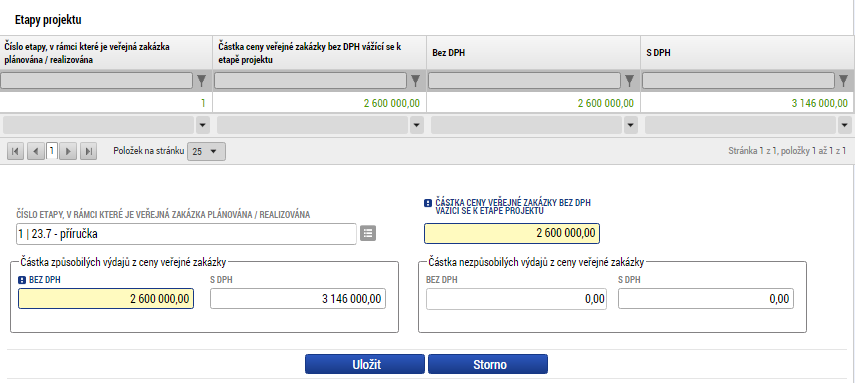 Etapy projektu
Číslo etapy, v rámci které je veřejná zakázka
plánována / realizována
Částka ceny veřejné zakázky bez DPH vážící se k
etapě projektu
Bez DPH
S DPH
1
2 600 000,00
2 600 000,00
3 146 000,00
1
Položek na stránku
25
Stránka 1 z 1, položky 1 až 1 z 1
ČÍSLO ETAPY, V RÁMCI KTERÉ JE VEŘEJNÁ ZAKÁZKA PLÁNOVÁNA / REALIZOVÁNA
1 | 23.7 - příručka
ČÁSTKA CENY VEŘEJNÉ ZAKÁZKY BEZ DPH
VÁŽÍCÍ SE K ETAPĚ PROJEKTU
2 600 000,00
Částka způsobilých výdajů z ceny veřejné zakázky
BEZ DPH
S DPH
2 600 000,00
3 146 000,00
Částka nezpůsobilých výdajů z ceny veřejné zakázky
BEZ DPH
S DPH
0,00
0,00
Uložit
Storno